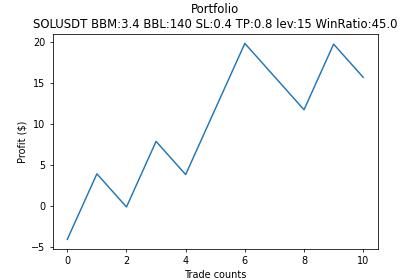 Portfolio
SOLUSDT BBM:3.4 BBL:140 SL:0.4 TP:0.8 lev:15 WinRatio:45.0
20
15
10
5
0
−5
Profit ($)
0 2 4 6 8 10
Trade counts